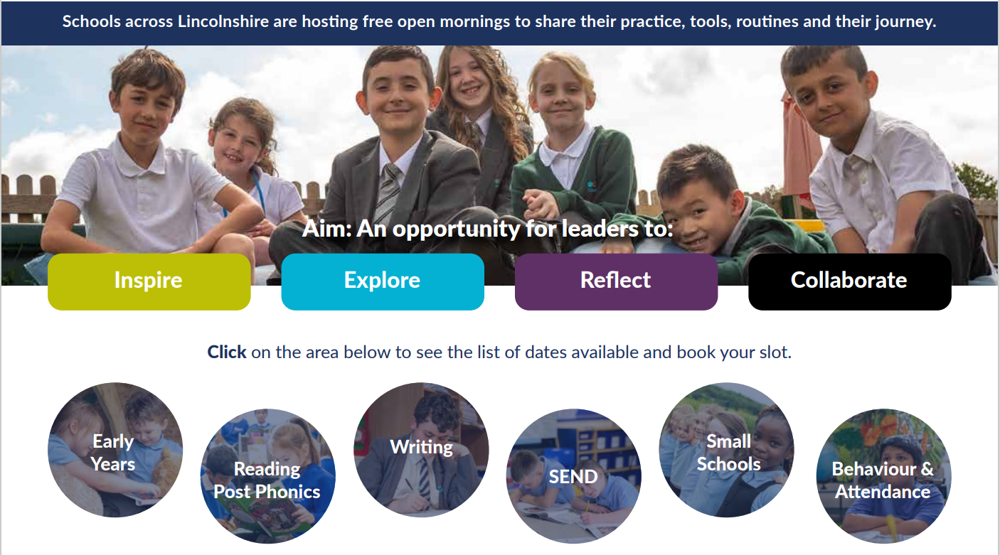 Schools across Lincolnshire are hosting free open mornings to share their practice, tools, routines and their journey.
Aim: An opportunity for leaders to:
Inspire
Explore
Reflect
Collaborate
Click on the area below to see the list of dates available and book your slot.
Early
Years
Reading
Post Phonics
Writing
SEND
Small
Schools
Behaviour &
Attendance